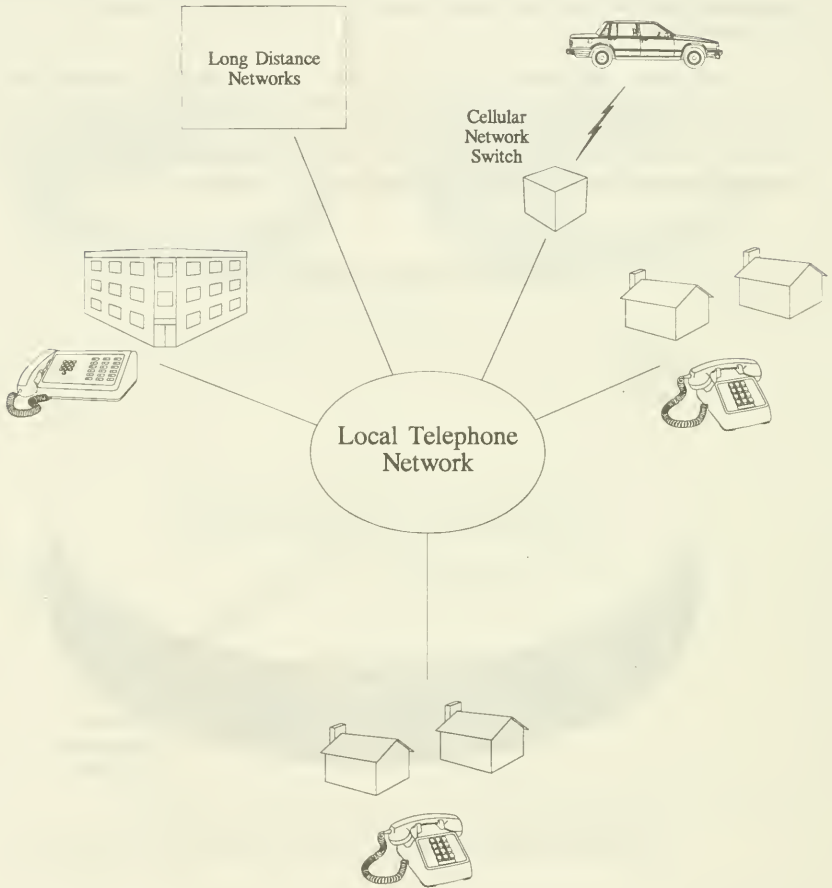 Long Distance
Networks
Cellular
Network
Switch
Local Telephone
Network